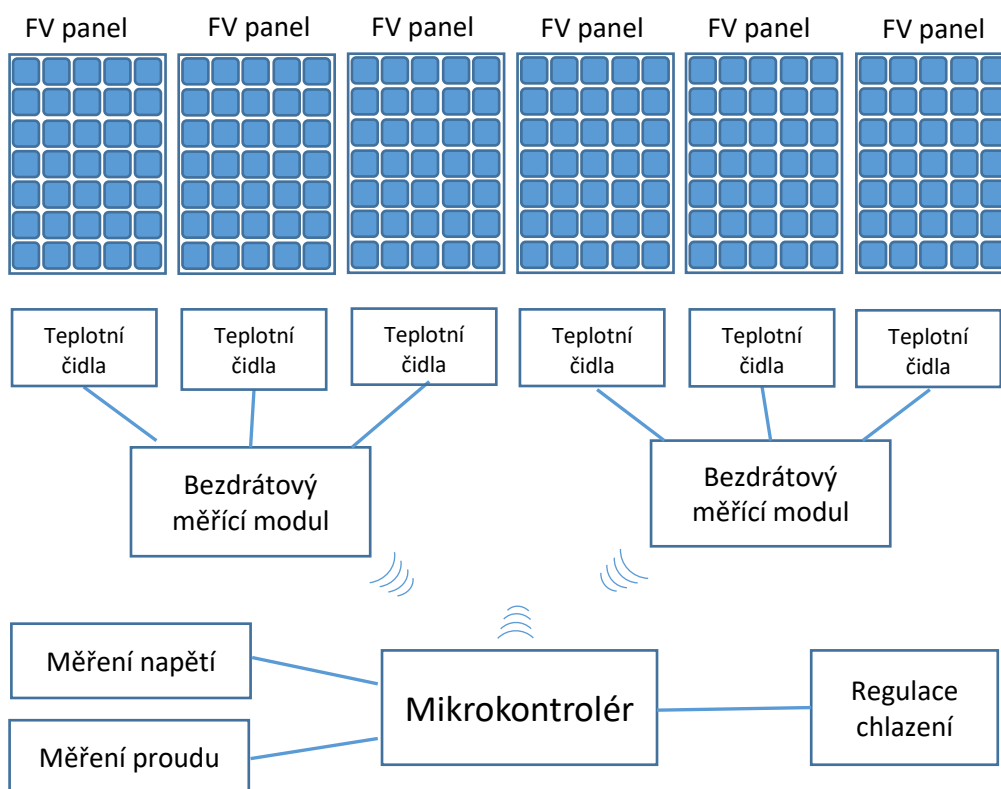 FV panel
FV panel
FV panel
FV panel
FV panel
FV panel
Teplotní
čidla
Teplotní
čidla
Teplotní
čidla
Teplotní
čidla
Teplotní
čidla
Teplotní
čidla
Bezdrátový
měřící modul
Bezdrátový
měřící modul
Měření napětí
Mikrokontrolér
Regulace
chlazení
Měření proudu